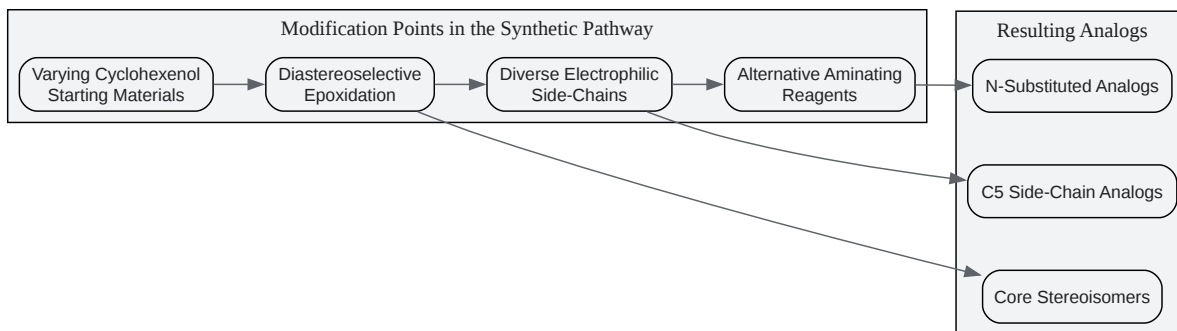 Modification Points in the Synthetic Pathway
Varying Cyclohexenol
Starting Materials
Diastereoselective
Epoxidation
Diverse Electrophilic
Side-Chains
Alternative Aminating
Reagents
Resulting Analogs
N-Substituted Analogs
C5 Side-Chain Analogs
Core Stereoisomers